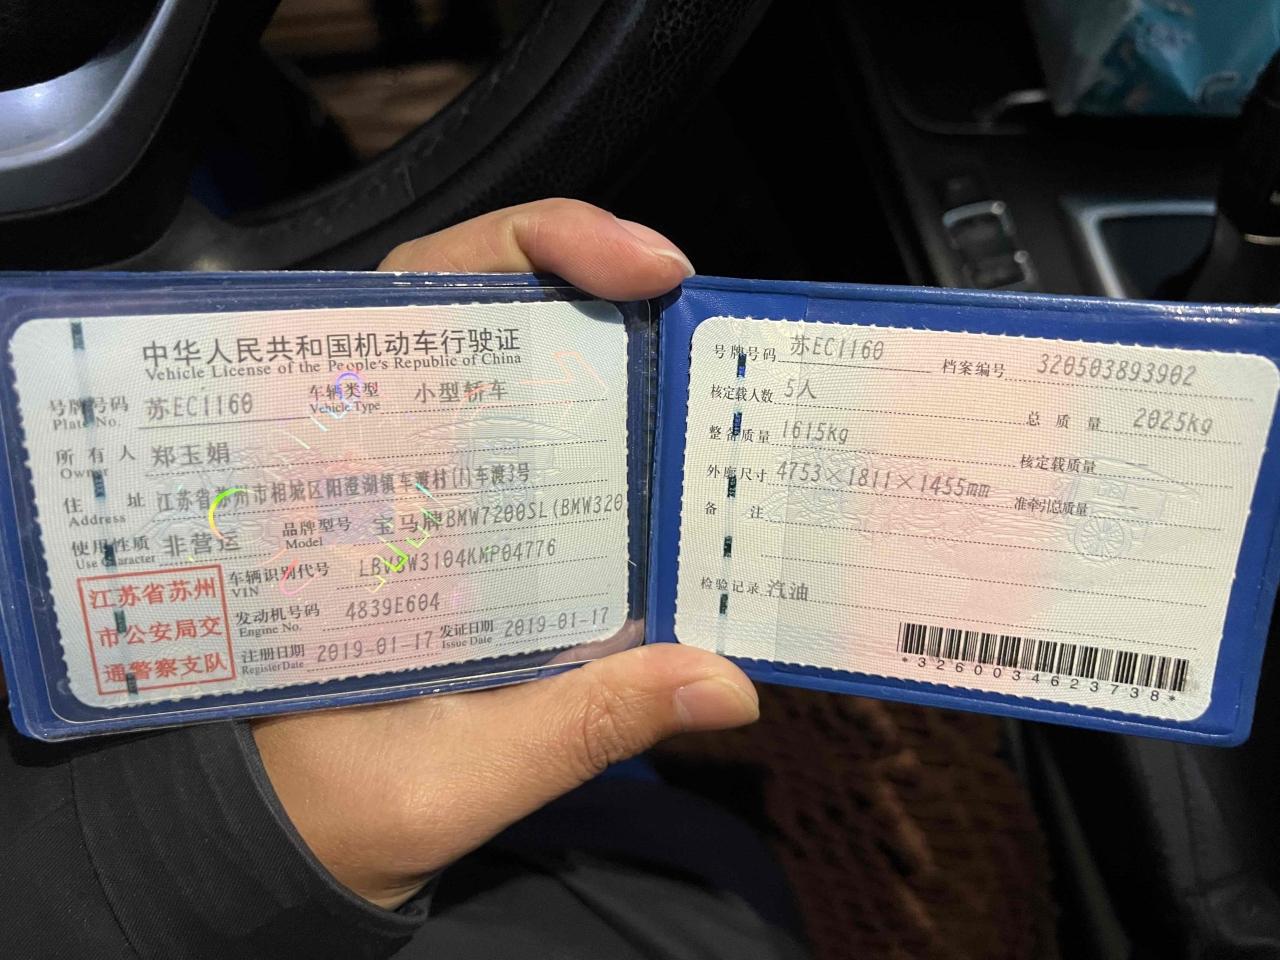 中华人民共和国机动车行驶证
Vehicle License of the People's Republic of China
号牌号码 苏EC1160 车辆类型 小型轿车
Plate No. Vehicle Type
所有人 郑玉娟
Owner
住址 江苏省苏州市相城区阳澄湖镇车渡村(1)车渡3号
Address
使用性质 非营运 品牌型号 宝马牌BMW7200SL(BMW320
Use Character Model
车辆识别代号
VIN
发动机号码 4839E604
Engine No.
注册日期 2019-01-17 发证日期 2019-01-17
Register Date Issue Date
江苏省苏州
市公安局交
通警察支队
号牌号码 苏EC1160 档案编号 320503893902
核定载人数 5人 总质量 2025kg
整备质量 1615kg 核定载质量
外廓尺寸 4753×1811×1455mm 准牵引总质量
备注
检验记录 汽油
*3260034623738*